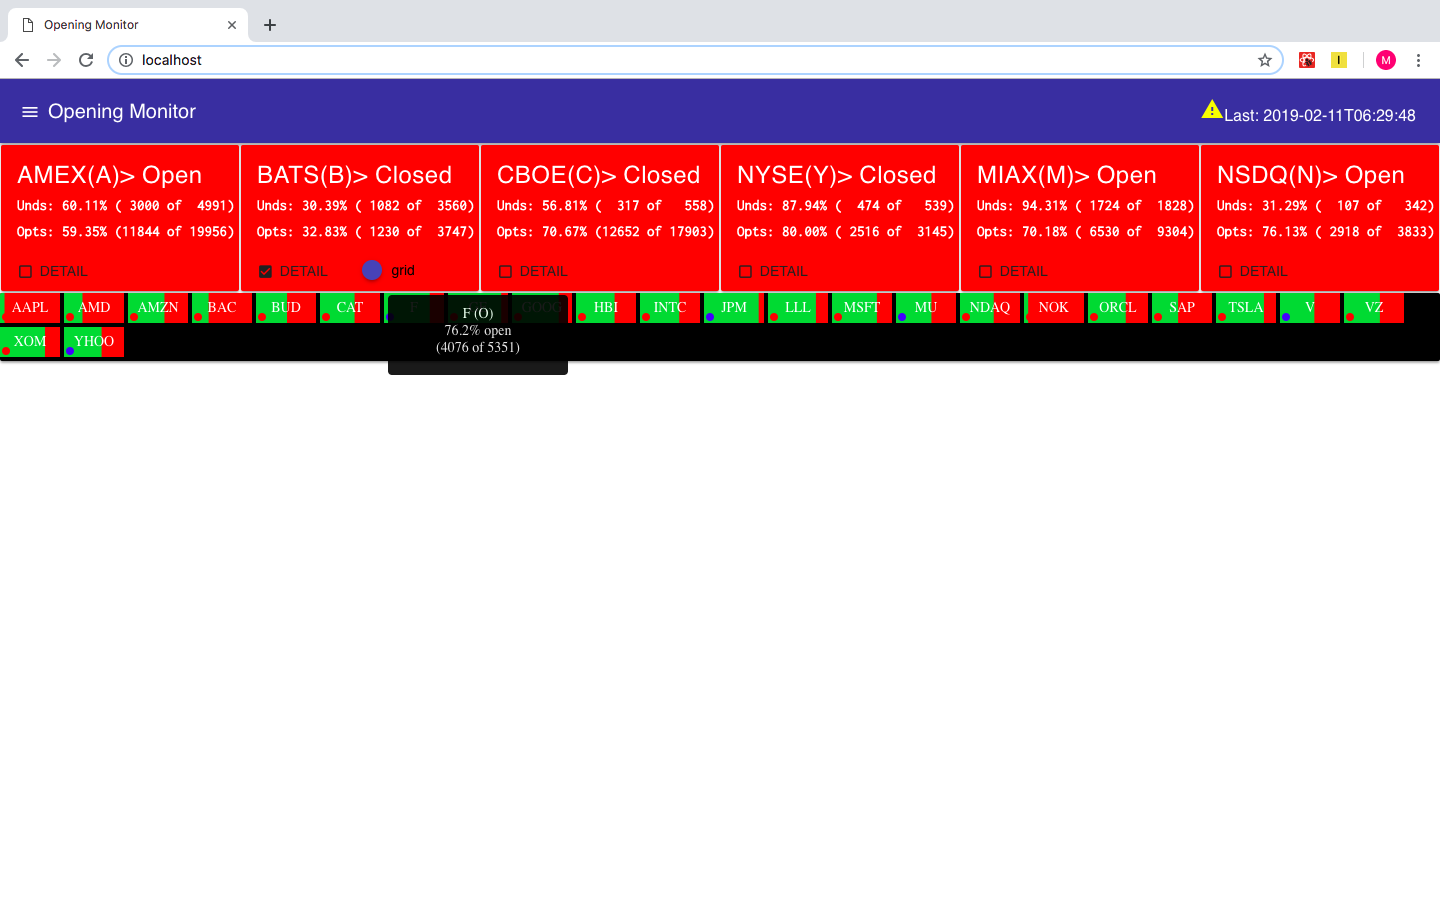 Opening Monitor
localhost
I
M
Opening Monitor
Last: 2019-02-11T06:29:48
AMEX(A)> Open
Unds: 60.11% ( 3000 of  4991)
Opts: 59.35% (11844 of 19956)
DETAIL
BATS(B)> Closed
Unds: 30.39% ( 1082 of  3560)
Opts: 32.83% ( 1230 of  3747)
DETAIL grid
CBOE(C)> Closed
Unds: 56.81% (  317 of   558)
Opts: 70.67% (12652 of 17903)
DETAIL
NYSE(Y)> Closed
Unds: 87.94% (  474 of   539)
Opts: 80.00% ( 2516 of  3145)
DETAIL
MIAX(M)> Open
Unds: 94.31% ( 1724 of  1828)
Opts: 70.18% ( 6530 of  9304)
DETAIL
NSDQ(N)> Open
Unds: 31.29% (  107 of   342)
Opts: 76.13% ( 2918 of  3833)
DETAIL
AAPL AMD AMZN BAC BUD CAT F GOOG HBI INTC JPM LLL MSFT MU NDAQ NOK ORCL SAP TSLA V VZ
XOM YHOO
F (O)
76.2% open
(4076 of 5351)